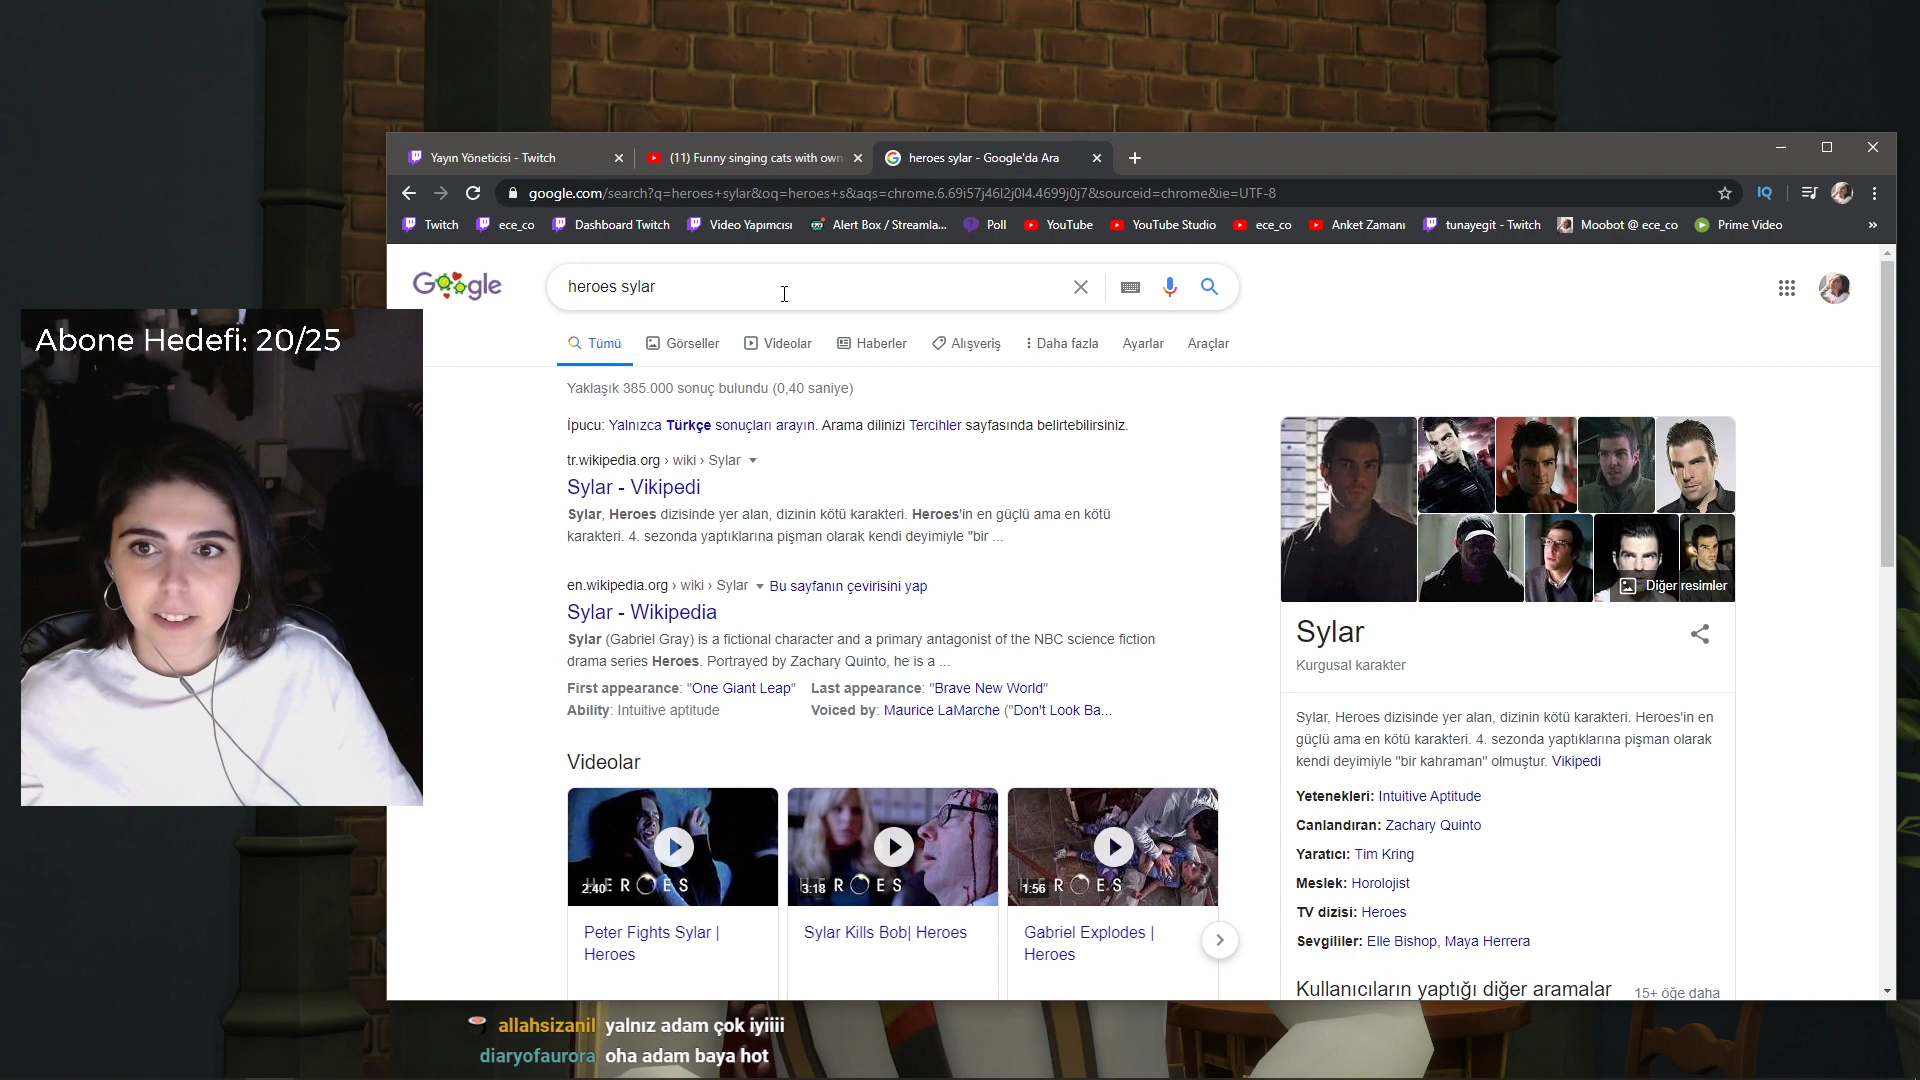 Yayın Yöneticisi - Twitch
(11) Funny singing cats with own
heroes sylar - Google'da Ara
google.com/search?q=heroes+sylar&oq=heroes+s&aqs=chrome.6.69i57j46l2j0l4.4699j0j7&sourceid=chrome&ie=UTF-8
IQ
Twitch
ece_co
Dashboard Twitch
Video Yapımcısı
Alert Box / Streamla...
Poll
YouTube
YouTube Studio
ece_co
Anket Zamanı
tunayegit - Twitch
Moobot @ ece_co
Prime Video
»
Google
heroes sylar
Tümü
Görseller
Videolar
Haberler
Alışveriş
Daha fazla
Ayarlar
Araçlar
Abone Hedefi: 20/25
Yaklaşık 385.000 sonuç bulundu (0,40 saniye)
İpucu: Yalnızca Türkçe sonuçları arayın. Arama dilinizi Tercihler sayfasında belirtebilirsiniz.
tr.wikipedia.org › wiki › Sylar
Sylar - Vikipedi
Sylar, Heroes dizisinde yer alan, dizinin kötü karakteri. Heroes'in en güçlü ama en kötü
karakteri. 4. sezonda yaptıklarına pişman olarak kendi deyimiyle "bir ...
en.wikipedia.org › wiki › Sylar
Bu sayfanın çevirisini yap
Sylar - Wikipedia
Sylar (Gabriel Gray) is a fictional character and a primary antagonist of the NBC science fiction
drama series Heroes. Portrayed by Zachary Quinto, he is a ...
First appearance: "One Giant Leap"
Last appearance: "Brave New World"
Ability: Intuitive aptitude
Voiced by: Maurice LaMarche ("Don't Look Ba...
Videolar
2:40
HEROES
3:18
HEROES
1:56
HEROES
Peter Fights Sylar |
Heroes
Sylar Kills Bob| Heroes
Gabriel Explodes |
Heroes
Diğer resimler
Sylar
Kurgusal karakter
Sylar, Heroes dizisinde yer alan, dizinin kötü karakteri. Heroes'in en
güçlü ama en kötü karakteri. 4. sezonda yaptıklarına pişman olarak
kendi deyimiyle "bir kahraman" olmuştur. Vikipedi
Yetenekleri: Intuitive Aptitude
Canlandıran: Zachary Quinto
Yaratıcı: Tim Kring
Meslek: Horolojist
TV dizisi: Heroes
Sevgililer: Elle Bishop, Maya Herrera
Kullanıcıların yaptığı diğer aramalar
15+ öğe daha
allahsizanil yalnız adam çok iyiiii
diaryofaurora oha adam baya hot